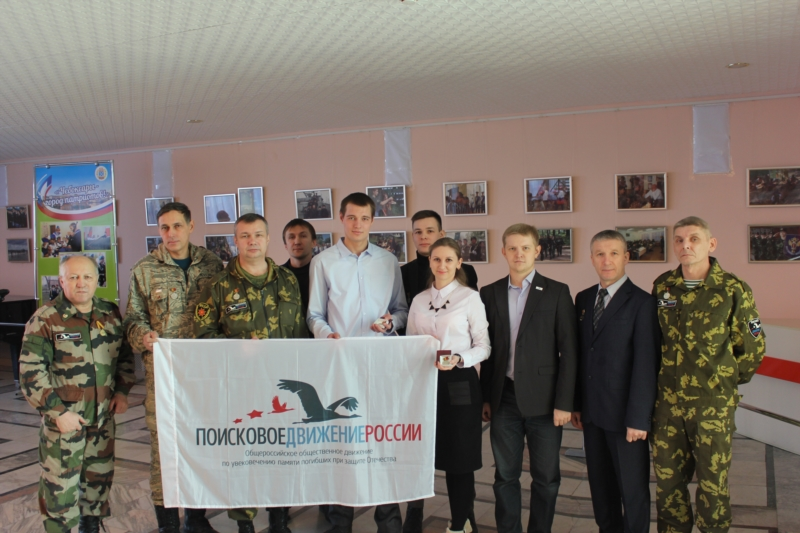 ПОИСКОВОЕДВИЖЕНИЕРОССИИ
Общероссийское общественное движение
по увековечению памяти погибших при защите Отечества